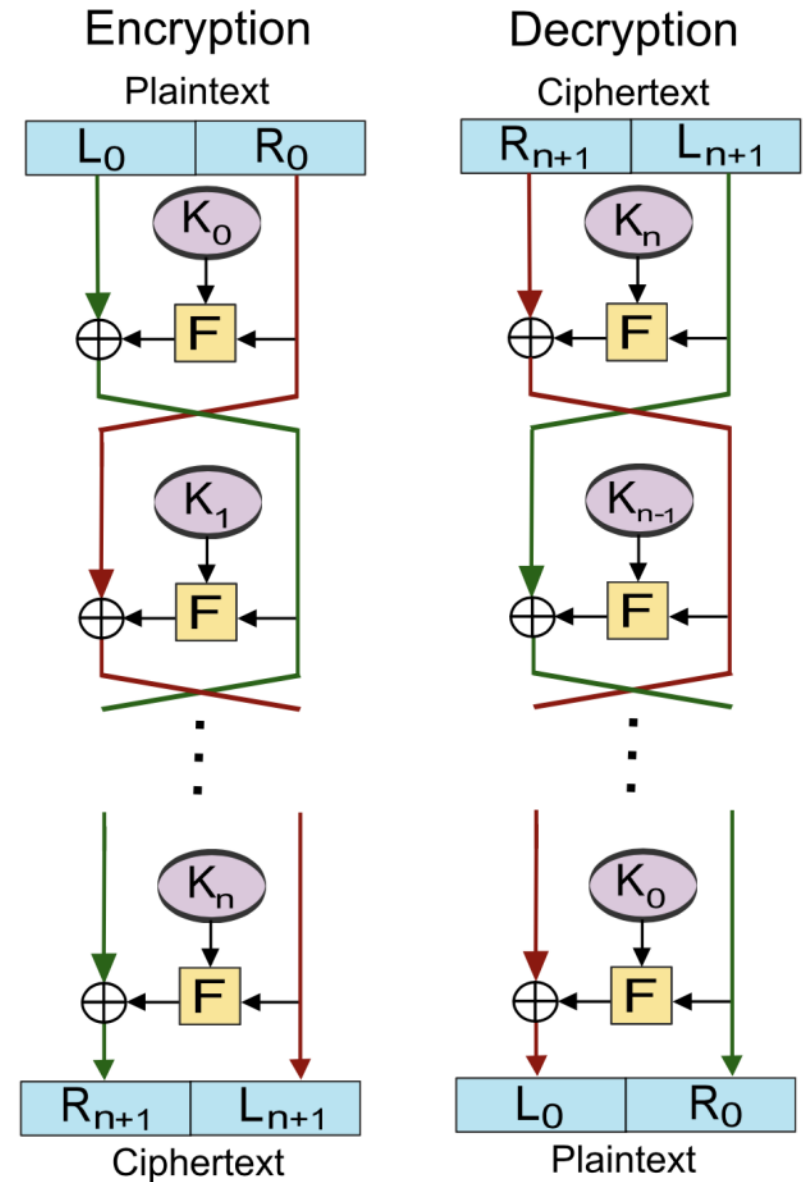 Encryption
Plaintext
L₀ R₀
K₀
F
K₁
F
Kₙ
F
Rₙ₊₁ Lₙ₊₁
Ciphertext
Decryption
Ciphertext
Rₙ₊₁ Lₙ₊₁
Kₙ
F
Kₙ₋₁
F
K₀
F
L₀ R₀
Plaintext